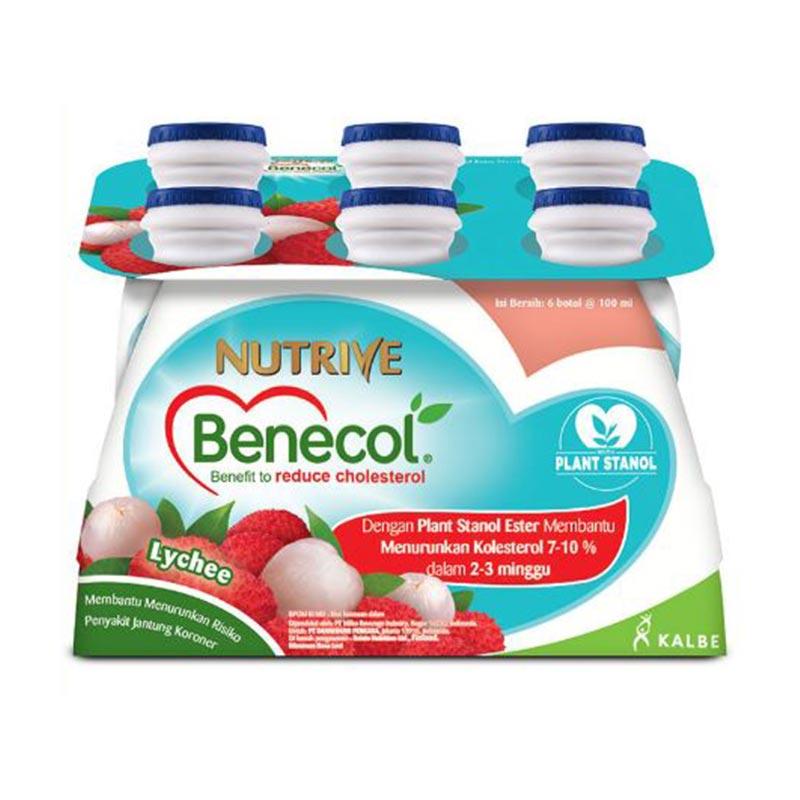 Benecol
Isi Bersih: 6 botol @ 100 ml
NUTRIVE
Benecol®
Benefit to reduce cholesterol
WITH
PLANT STANOL
Dengan Plant Stanol Ester Membantu
Menurunkan Kolesterol 7-10 %
dalam 2-3 minggu
Lychee
Membantu Menurunkan Risiko
Penyakit Jantung Koroner
KALBE